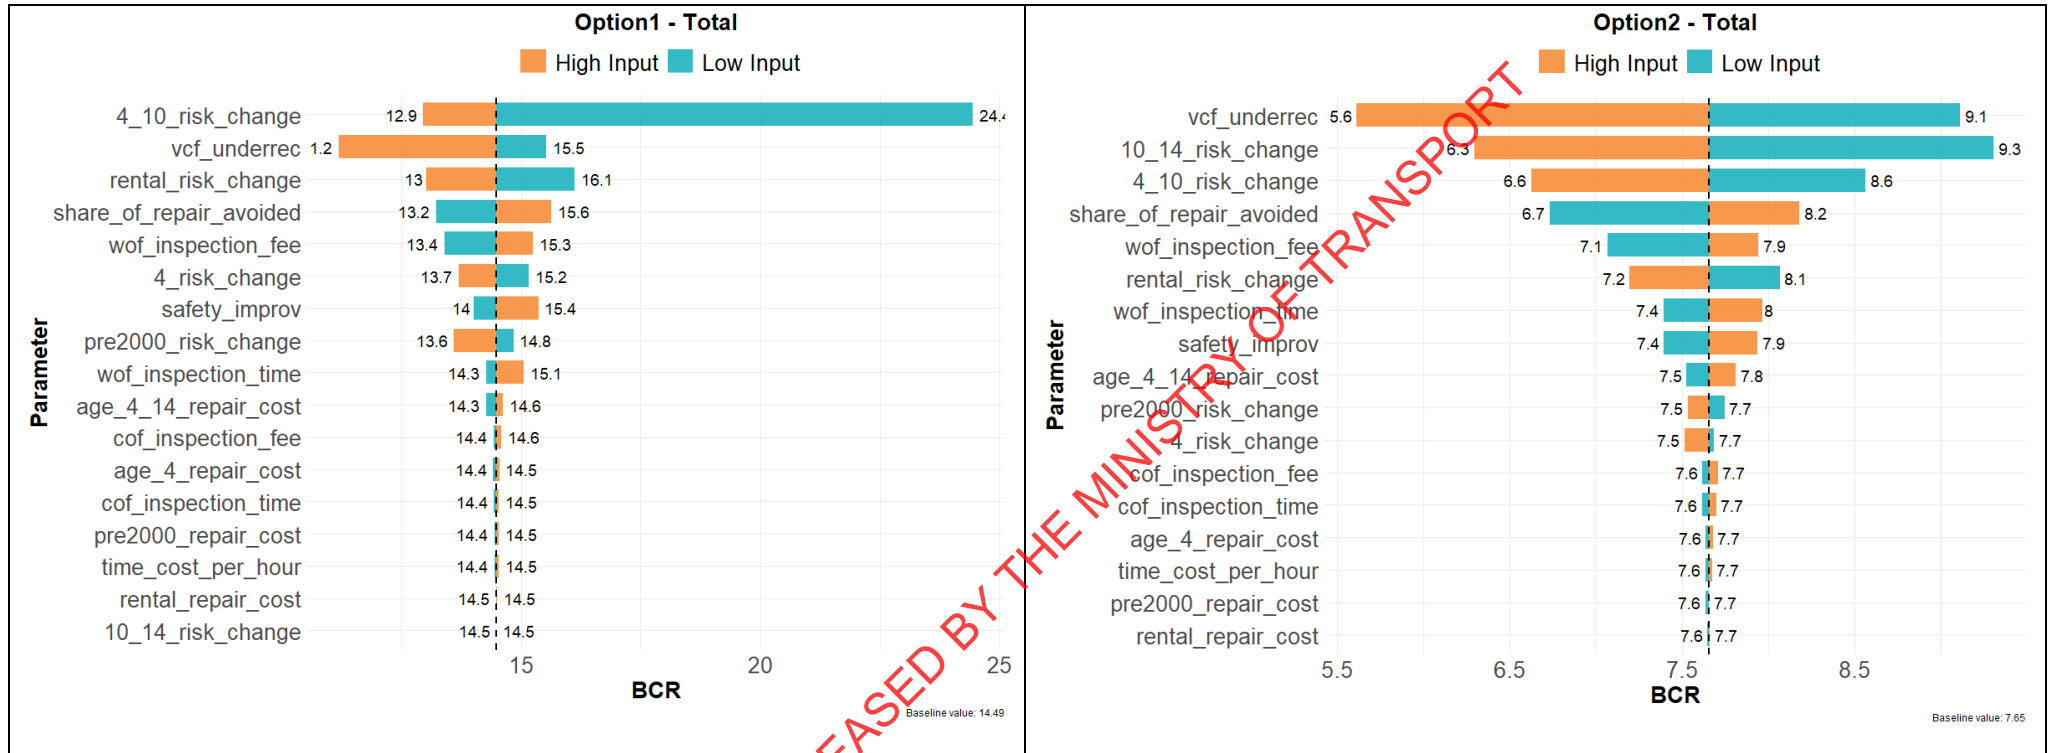 Option1 - Total
High Input Low Input
Parameter
4_10_risk_change 12.9 24.4
vcf_underrec 1.2 15.5
rental_risk_change 13 16.1
share_of_repair_avoided 13.2 15.6
wof_inspection_fee 13.4 15.3
4_risk_change 13.7 15.2
safety_improv 14 15.4
pre2000_risk_change 13.6 14.8
wof_inspection_time 14.3 15.1
age_4_14_repair_cost 14.3 14.6
cof_inspection_fee 14.4 14.6
age_4_repair_cost 14.4 14.5
cof_inspection_time 14.4 14.5
pre2000_repair_cost 14.4 14.5
time_cost_per_hour 14.4 14.5
rental_repair_cost 14.5 14.5
10_14_risk_change 14.5 14.5
15 20 25
BCR
Baseline value: 14.49
Option2 - Total
High Input Low Input
Parameter
vcf_underrec 5.6 9.1
10_14_risk_change 6.3 9.3
4_10_risk_change 6.6 8.6
share_of_repair_avoided 6.7 8.2
wof_inspection_fee 7.1 7.9
rental_risk_change 7.2 8.1
wof_inspection_time 7.4 8
safety_improv 7.4 7.9
age_4_14_repair_cost 7.5 7.8
pre2000_risk_change 7.5 7.7
4_risk_change 7.5 7.7
cof_inspection_fee 7.6 7.7
cof_inspection_time 7.6 7.7
age_4_repair_cost 7.6 7.7
time_cost_per_hour 7.6 7.7
pre2000_repair_cost 7.6 7.7
rental_repair_cost 7.6 7.7
5.5 6.5 7.5 8.5
BCR
Baseline value: 7.65
EASED BY THE MINISTRY OF TRANSPORT